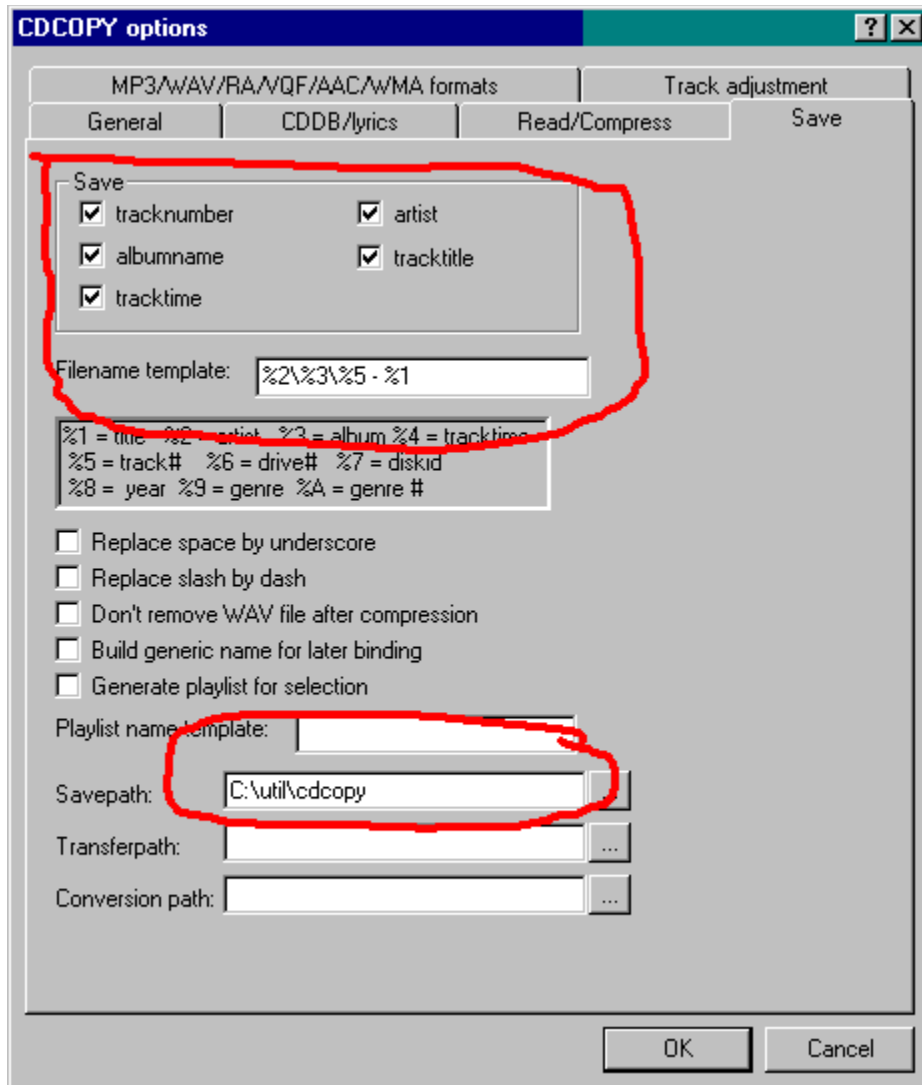 CDCOPY options
MP3/WAV/RA/VQF/AAC/WMA formats Track adjustment
General CDDB/lyrics Read/Compress Save
Save
tracknumber artist
albumname tracktitle
tracktime
Filename template: %2\%3\%5 - %1
%1 = title %2 = artist %3 = album %4 = tracktime
%5 = track# %6 = drive# %7 = diskid
%8 = year %9 = genre %A = genre #
Replace space by underscore
Replace slash by dash
Don't remove WAV file after compression
Build generic name for later binding
Generate playlist for selection
Playlist name template:
Savepath: C:\util\cdcopy ...
Transferpath: ...
Conversion path: ...
OK Cancel